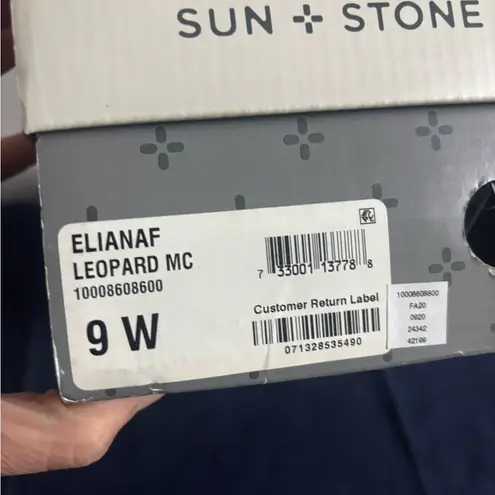 SUN + STONE
ELIANAF
LEOPARD MC
10008608600
9 W
7 33001 13778 8
Customer Return Label
071328535490
10008608600
FA20
0920
24342
42199